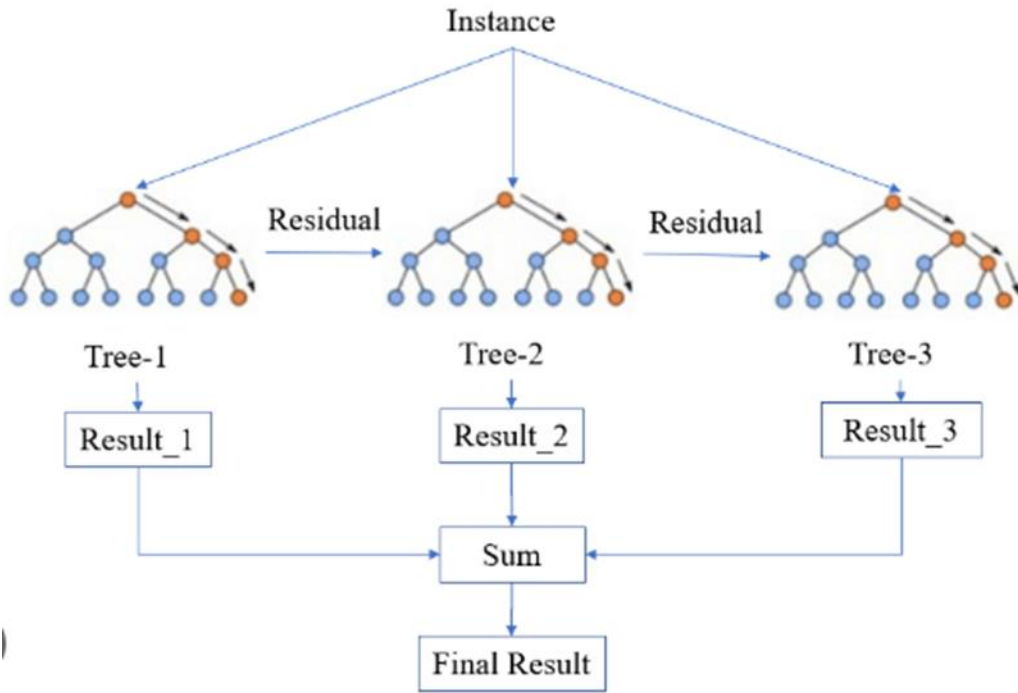 Instance
Residual
Residual
Tree-1
Tree-2
Tree-3
Result_1
Result_2
Result_3
Sum
Final Result